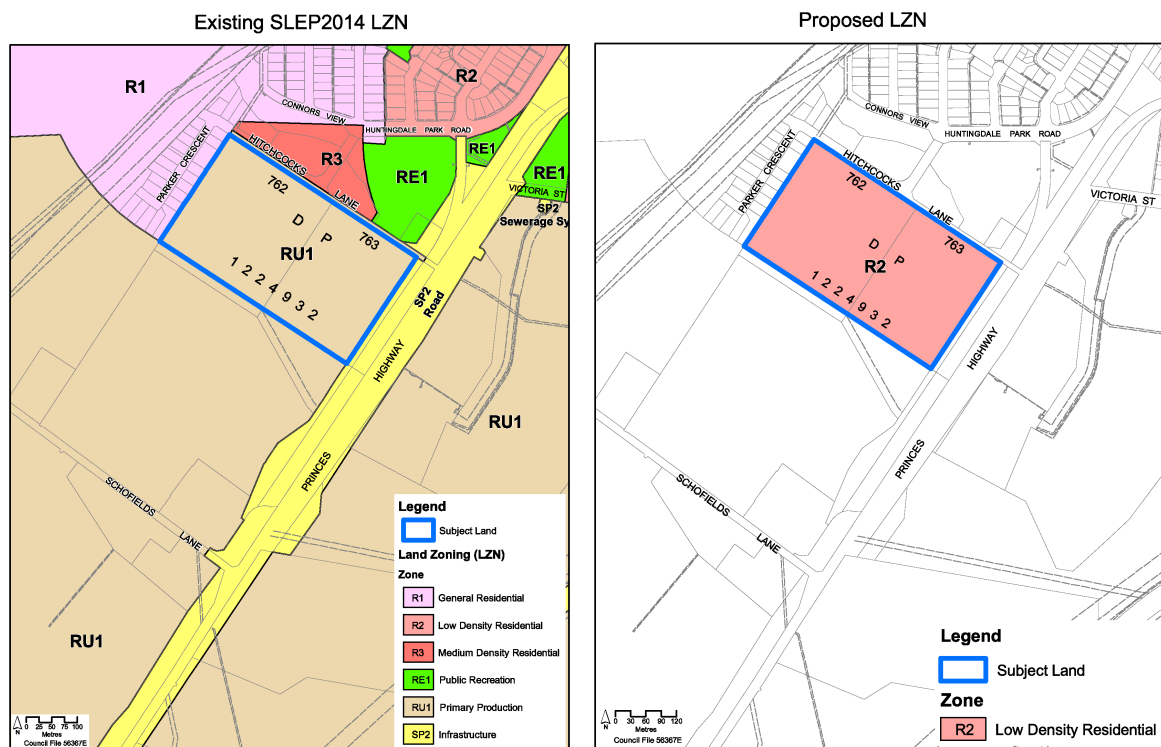 Existing SLEP2014 LZN
R1
R2
CONNORS VIEW
HUNTINGDALE PARK ROAD
PARKER CRESCENT
HITCHCOCKS LANE
R3
RE1
RE1
RE1
VICTORIA ST
SP2
Sewerage Sy
762
763
D P
RU1
1 2 2 4 9 3 2
SP2
Road
PRINCES HIGHWAY
RU1
SCHOFIELDS LANE
RU1
Legend
Subject Land
Land Zoning (LZN)
Zone
R1 General Residential
R2 Low Density Residential
R3 Medium Density Residential
RE1 Public Recreation
RU1 Primary Production
SP2 Infrastructure
N
0 25 50 75 100
Metres
Council File 56367E
Proposed LZN
CONNORS VIEW
HUNTINGDALE PARK ROAD
PARKER CRESCENT
HITCHCOCKS LANE
VICTORIA ST
762
763
D P
R2
1 2 2 4 9 3 2
PRINCES HIGHWAY
SCHOFIELDS LANE
Legend
Subject Land
Zone
R2 Low Density Residential
N
0 30 60 90 120
Metres
Council File 56367E